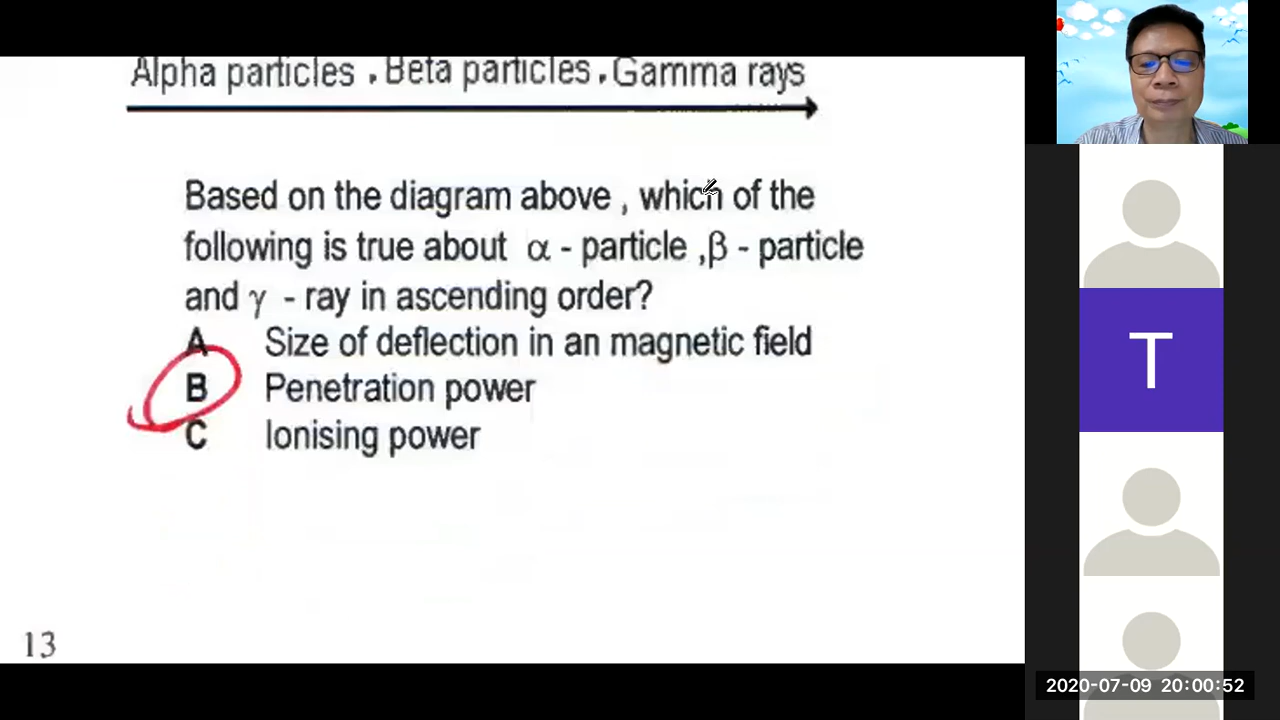 Alpha particles , Beta particles , Gamma rays
Based on the diagram above , which of the
following is true about α - particle ,β - particle
and γ - ray in ascending order?
A Size of deflection in an magnetic field
B Penetration power
C Ionising power
13
T
2020-07-09 20:00:52